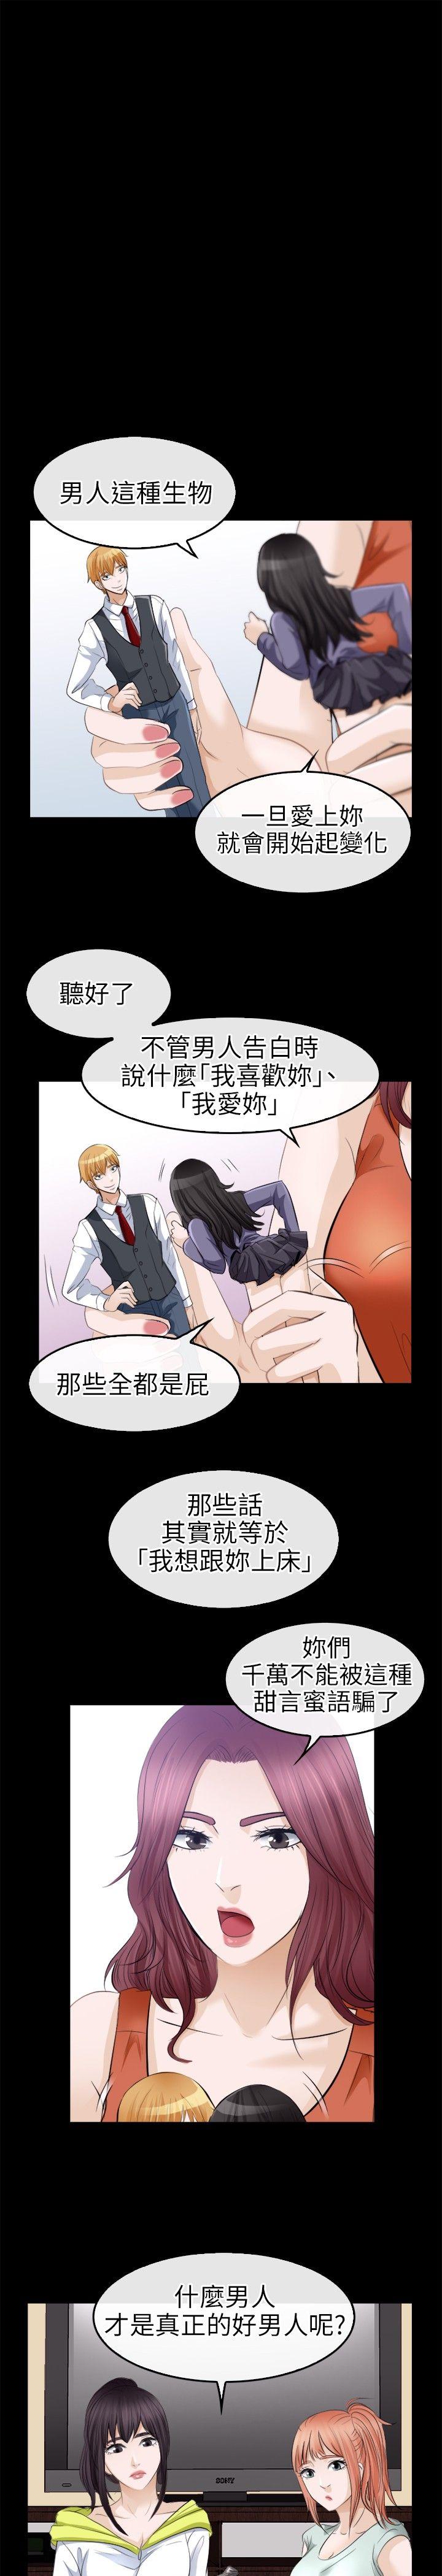 男人這種生物
一旦愛上妳
就會開始起變化
聽好了
不管男人告白時
說什麼「我喜歡妳」、
「我愛妳」
那些全都是屁
那些話
其實就等於
「我想跟妳上床」
妳們
千萬不能被這種
甜言蜜語騙了
什麼男人
才是真正的好男人呢?